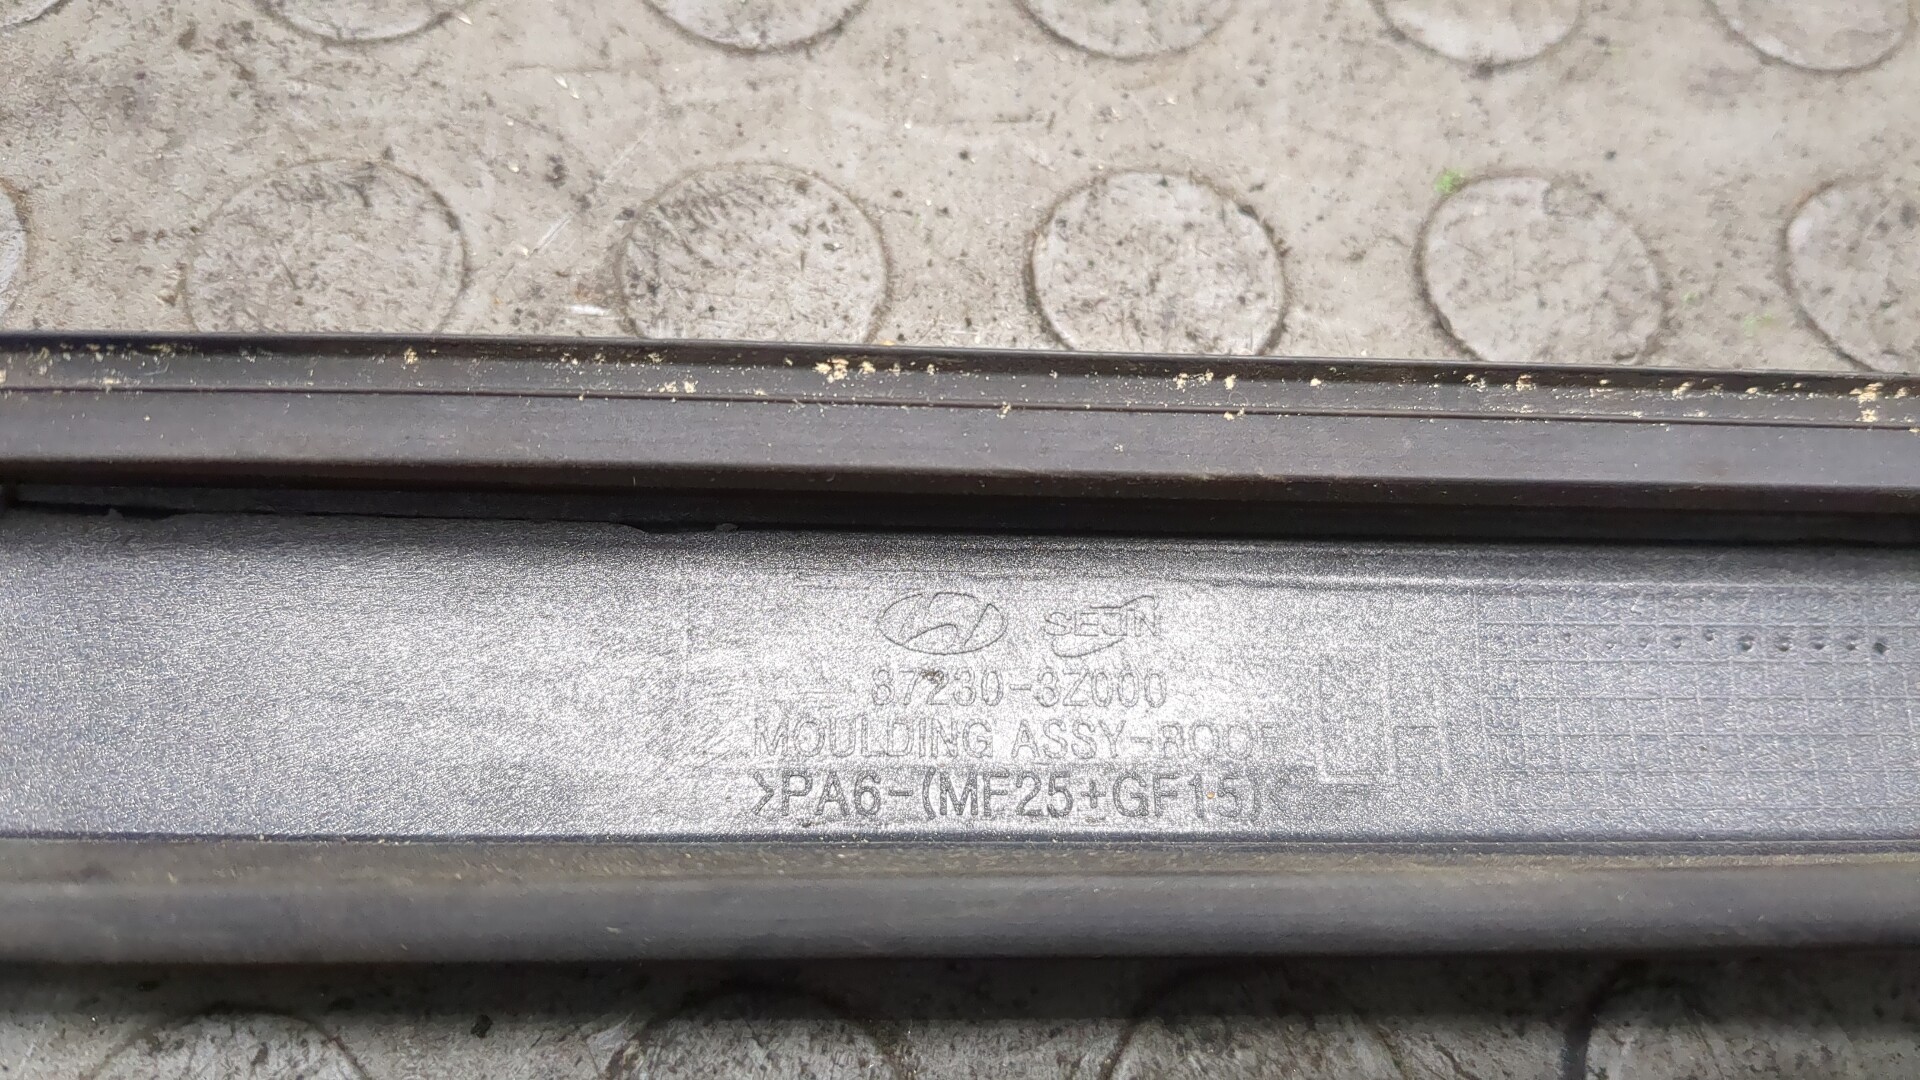 SEJIN
87230-3Z000
MOULDING ASSY-ROOF
>PA6-(MF25+GF15)<